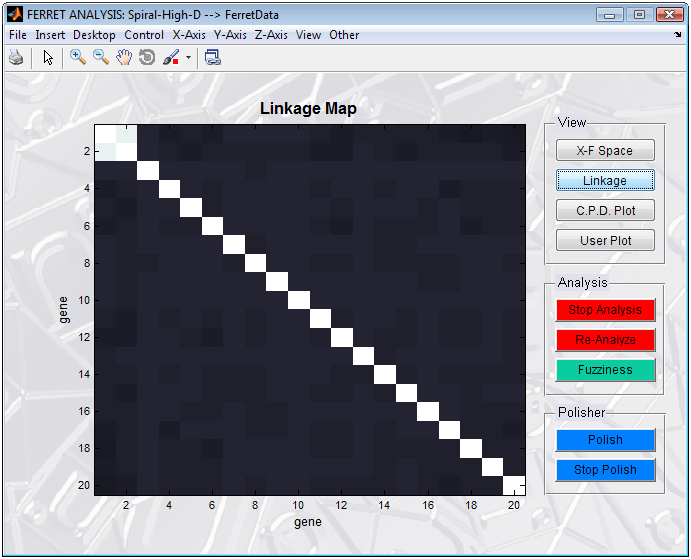 FERRET ANALYSIS: Spiral-High-D --> FerretData
File Insert Desktop Control X-Axis Y-Axis Z-Axis View Other
Linkage Map
2
4
6
8
10
12
14
16
18
20
gene
2 4 6 8 10 12 14 16 18 20
gene
View
X-F Space
Linkage
C.P.D. Plot
User Plot
Analysis
Stop Analysis
Re-Analyze
Fuzziness
Polisher
Polish
Stop Polish